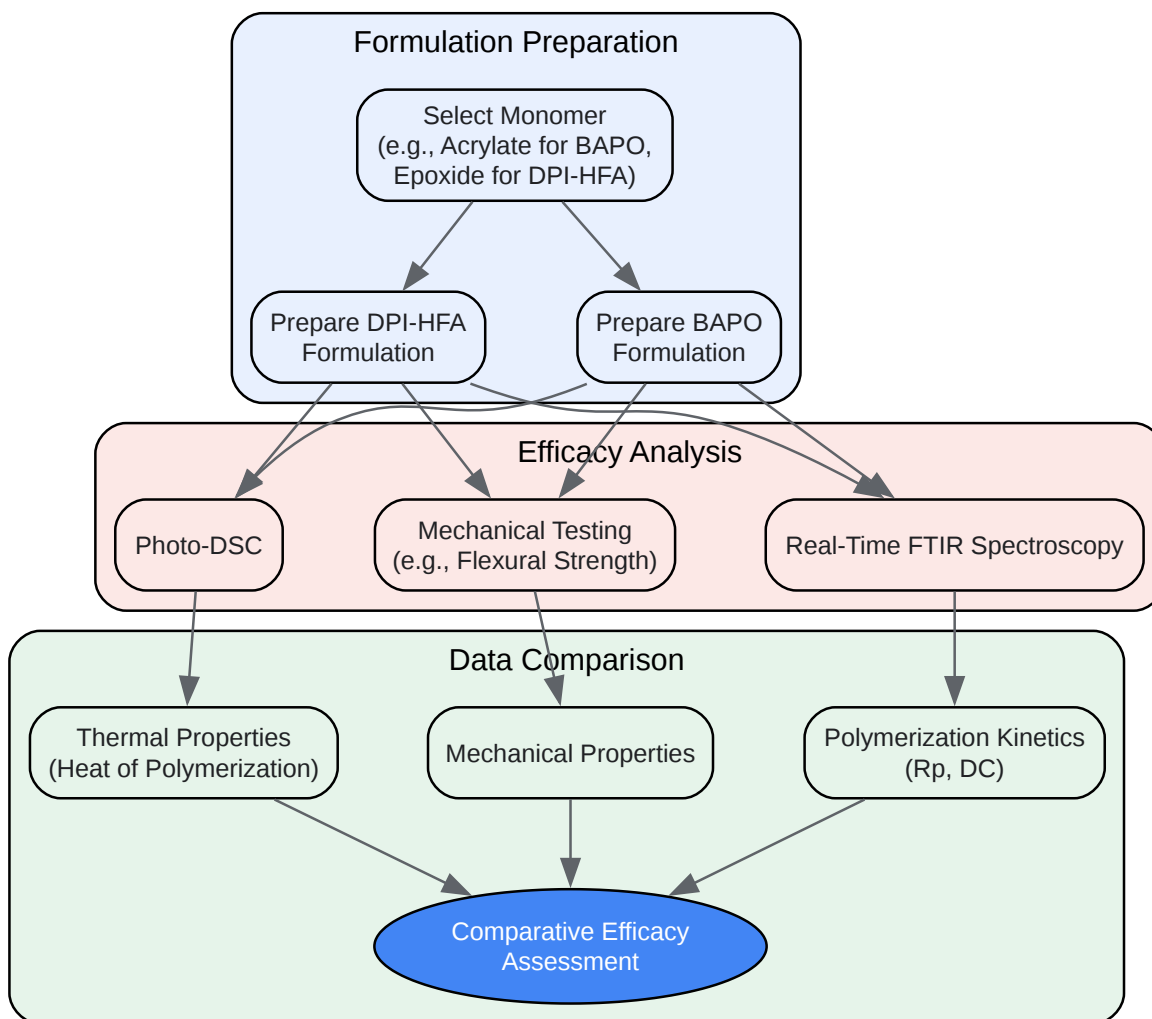 Formulation Preparation
Select Monomer
(e.g., Acrylate for BAPO,
Epoxide for DPI-HFA)
Prepare DPI-HFA
Formulation
Prepare BAPO
Formulation
Efficacy Analysis
Photo-DSC
Mechanical Testing
(e.g., Flexural Strength)
Real-Time FTIR Spectroscopy
Data Comparison
Thermal Properties
(Heat of Polymerization)
Mechanical Properties
Polymerization Kinetics
(Rp, DC)
Comparative Efficacy
Assessment